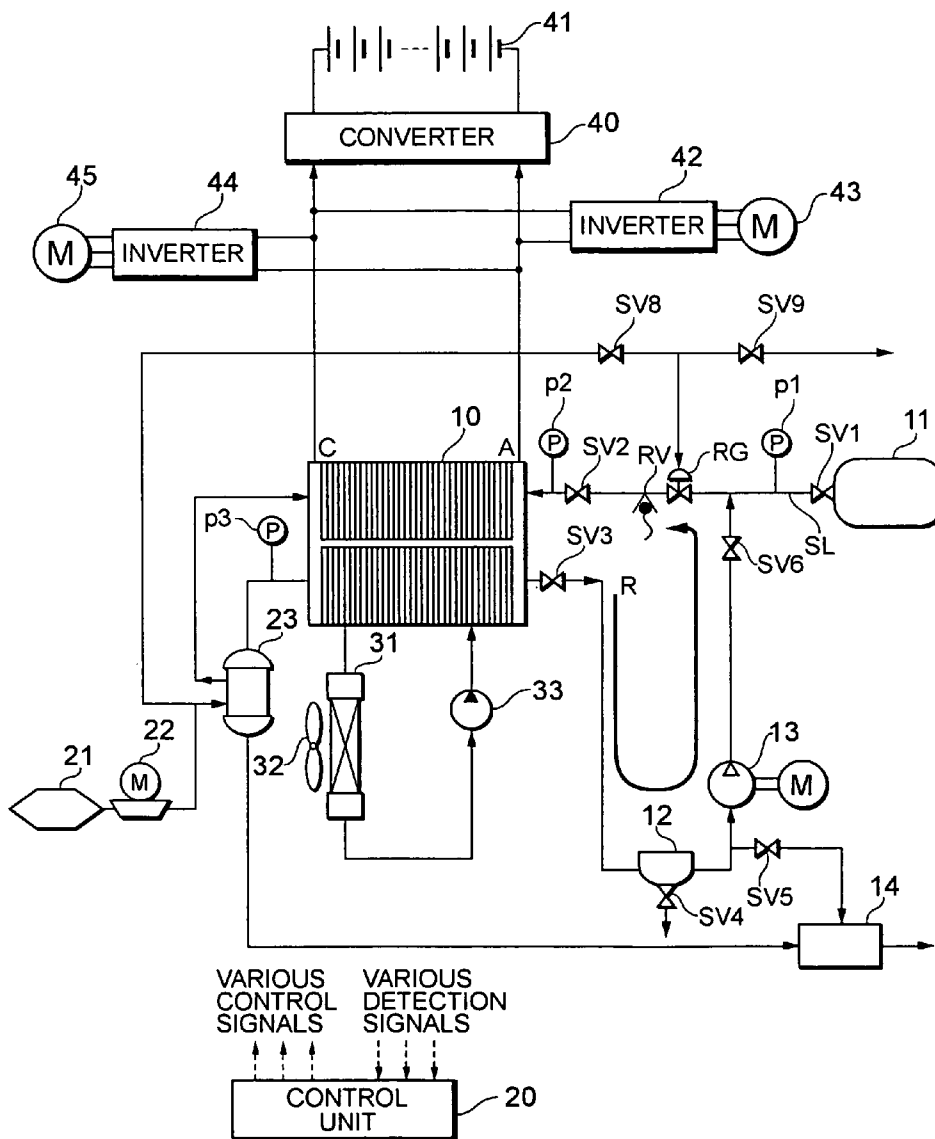 41
CONVERTER
40
45
44
42
M
INVERTER
INVERTER
M
43
SV8
SV9
p2
p1
C
10
A
P
SV2
RV
RG
P
SV1
11
p3
P
SV3
SL
SV6
R
23
31
33
22
32
13
21
M
M
12
SV5
SV4
14
VARIOUS
CONTROL
SIGNALS
VARIOUS
DETECTION
SIGNALS
CONTROL
UNIT
20